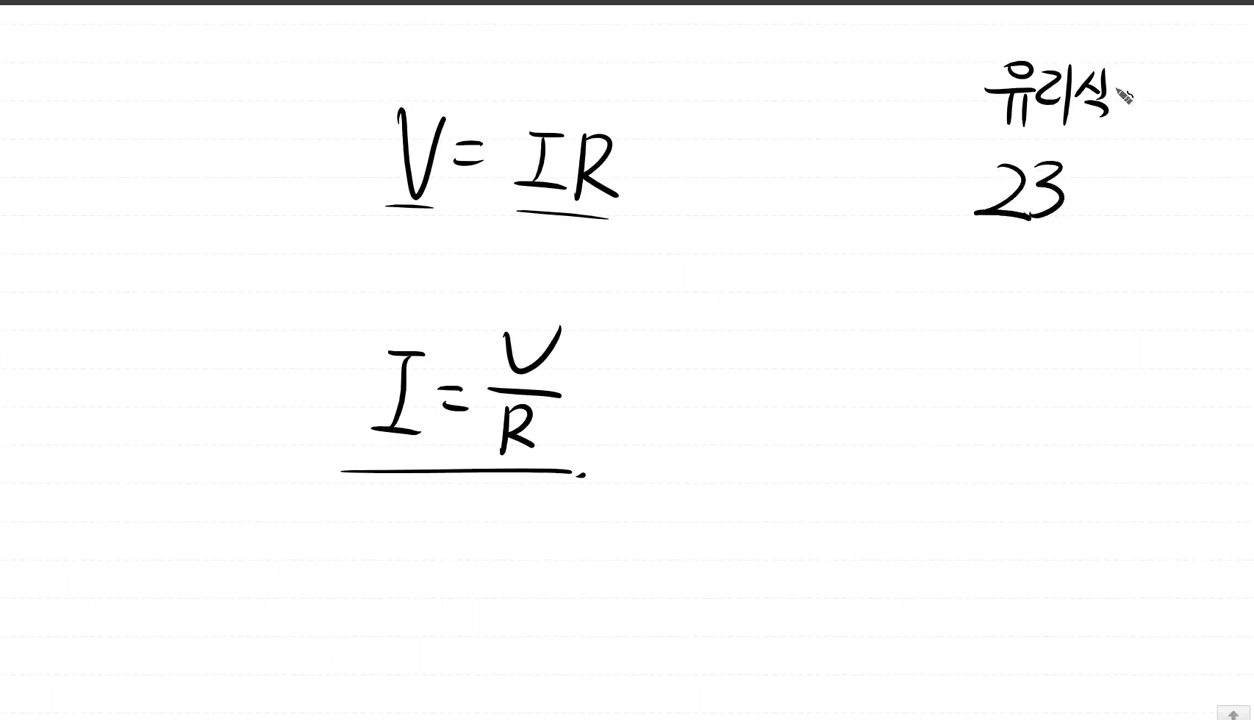 V = IR
I = V/R.
유리식
23